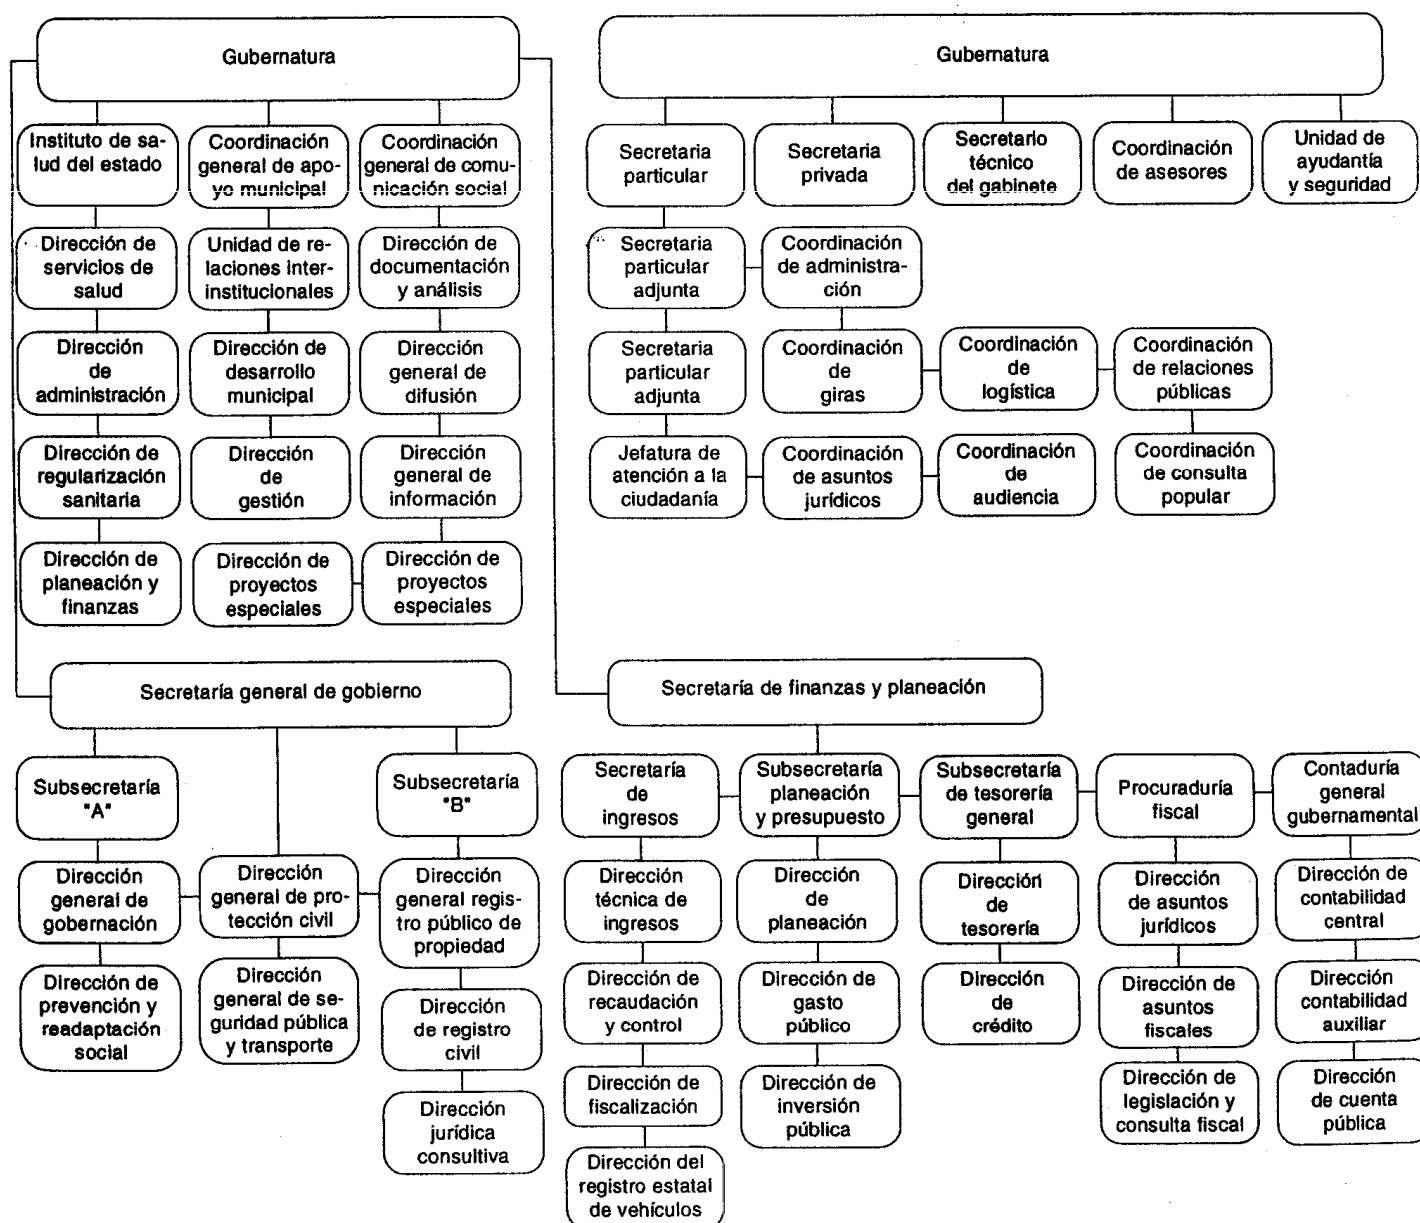 Gubernatura
Instituto de sa-
lud del estado
Coordinación
general de apo-
yo municipal
Coordinación
general de comu-
nicación social
Dirección de
servicios de
salud
Unidad de re-
laciones inter-
institucionales
Dirección de
documentación
y análisis
Dirección
de
administración
Dirección de
desarrollo
municipal
Dirección
general de
difusión
Dirección de
regularización
sanitaria
Dirección
de
gestión
Dirección
general de
información
Dirección de
planeación y
finanzas
Dirección de
proyectos
especiales
Dirección de
proyectos
especiales
Gubernatura
Secretaria
particular
Secretaria
privada
Secretario
técnico
del gabinete
Coordinación
de asesores
Unidad de
ayudantía
y seguridad
Secretaria
particular
adjunta
Coordinación
de administra-
ción
Secretaria
particular
adjunta
Coordinación
de
giras
Coordinación
de
logística
Coordinación
de relaciones
públicas
Jefatura de
atención a la
ciudadanía
Coordinación
de asuntos
jurídicos
Coordinación
de
audiencia
Coordinación
de consulta
popular
Secretaría general de gobierno
Subsecretaría
"A"
Subsecretaría
"B"
Dirección
general de
gobernación
Dirección
general de pro-
tección civil
Dirección
general regis-
tro público de
propiedad
Dirección de
prevención y
readaptación
social
Dirección
general de se-
guridad pública
y transporte
Dirección
de registro
civil
Dirección
jurídica
consultiva
Secretaría de finanzas y planeación
Secretaría
de
ingresos
Subsecretaría
planeación
y presupuesto
Subsecretaría
de tesorería
general
Procuraduría
fiscal
Contaduría
general
gubernamental
Dirección
técnica de
ingresos
Dirección
de
planeación
Dirección
de
tesorería
Dirección
de asuntos
jurídicos
Dirección de
contabilidad
central
Dirección de
recaudación
y control
Dirección de
gasto
público
Dirección
de
crédito
Dirección de
asuntos
fiscales
Dirección
contabilidad
auxiliar
Dirección de
fiscalización
Dirección de
inversión
pública
Dirección de
legislación y
consulta fiscal
Dirección
de cuenta
pública
Dirección del
registro estatal
de vehículos